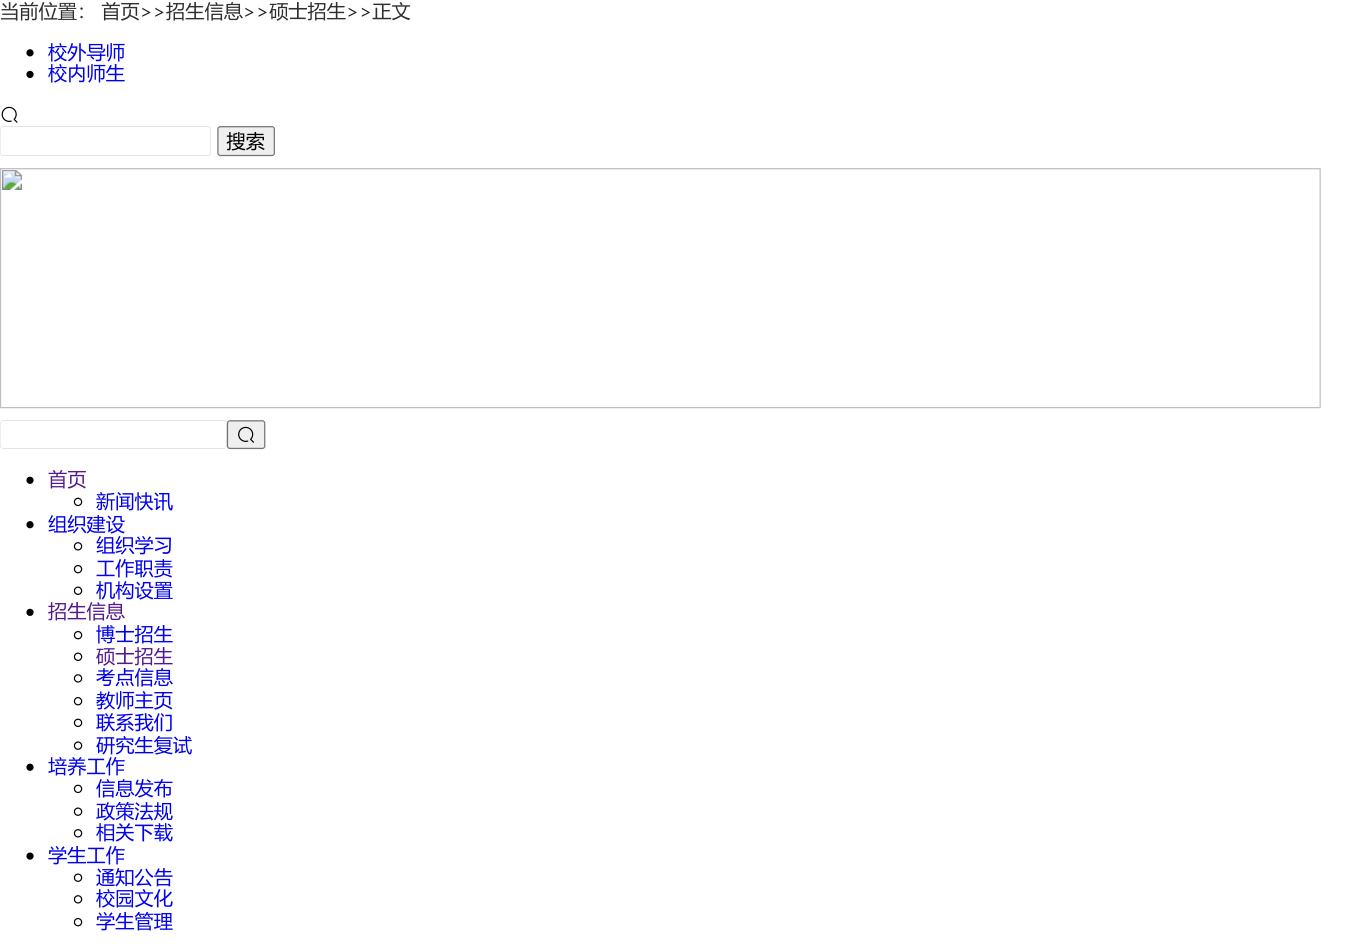 当前位置： 首页>>招生信息>>硕士招生>>正文
校外导师
校内师生
搜索
首页
新闻快讯
组织建设
组织学习
工作职责
机构设置
招生信息
博士招生
硕士招生
考点信息
教师主页
联系我们
研究生复试
培养工作
信息发布
政策法规
相关下载
学生工作
通知公告
校园文化
学生管理